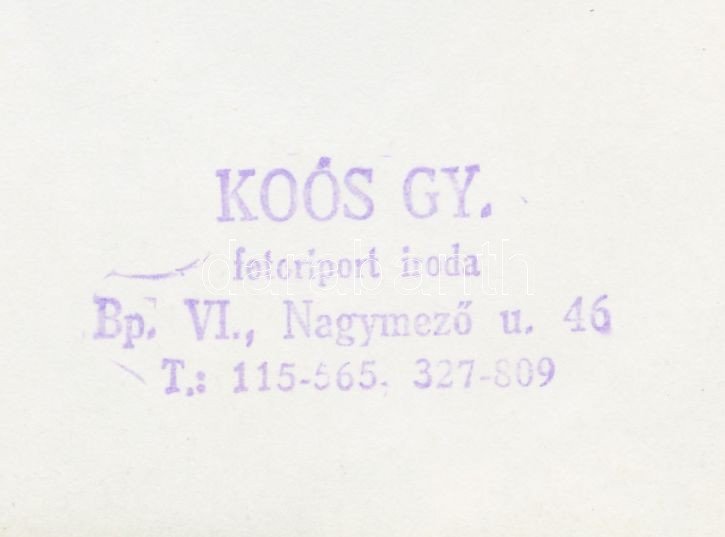 KOÓS GY.
fotoriport iroda
Bp. VI., Nagymező u. 46
T.: 115-565, 327-809